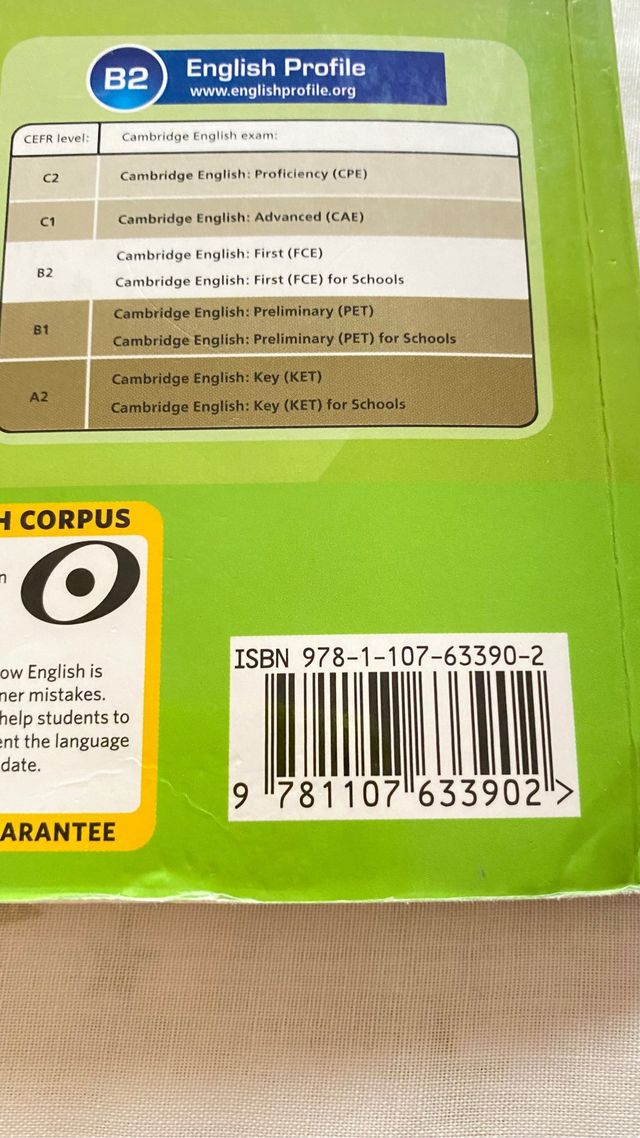 B2 English Profile
www.englishprofile.org
CEFR level: Cambridge English exam:
C2 Cambridge English: Proficiency (CPE)
C1 Cambridge English: Advanced (CAE)
B2 Cambridge English: First (FCE)
Cambridge English: First (FCE) for Schools
B1 Cambridge English: Preliminary (PET)
Cambridge English: Preliminary (PET) for Schools
A2 Cambridge English: Key (KET)
Cambridge English: Key (KET) for Schools
H CORPUS
n
ow English is
ner mistakes.
help students to
ent the language
date.
ARANTEE
ISBN 978-1-107-63390-2
9 781107 633902 >